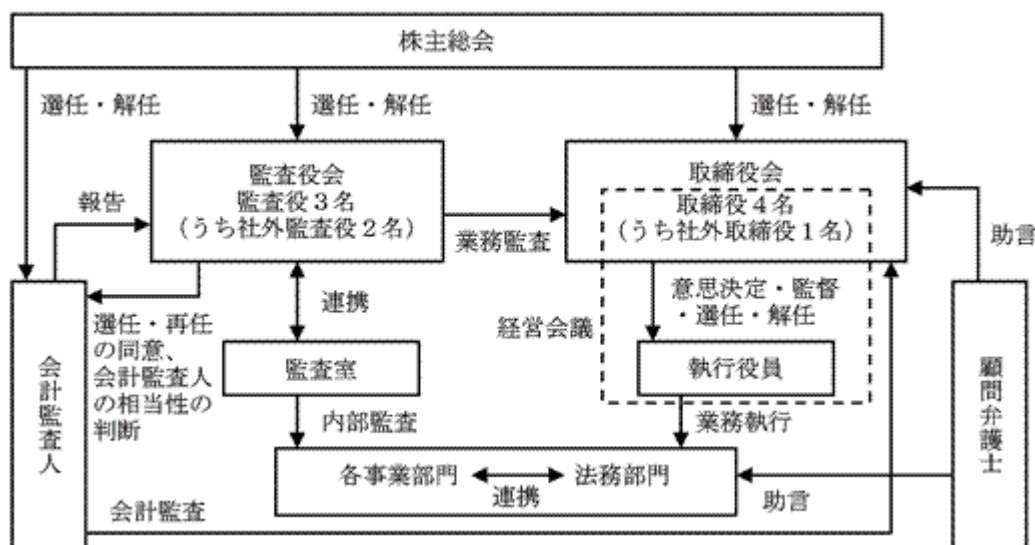 株主総会
選任・解任
選任・解任
選任・解任
監査役会
監査役３名
（うち社外監査役２名）
取締役会
取締役４名
（うち社外取締役１名）
報告
業務監査
助言
連携
意思決定・監督
・選任・解任
経営会議
選任・再任
の同意、
会計監査人
の相当性の
判断
監査室
執行役員
会計監査人
顧問弁護士
内部監査
業務執行
各事業部門
連携
法務部門
会計監査
助言